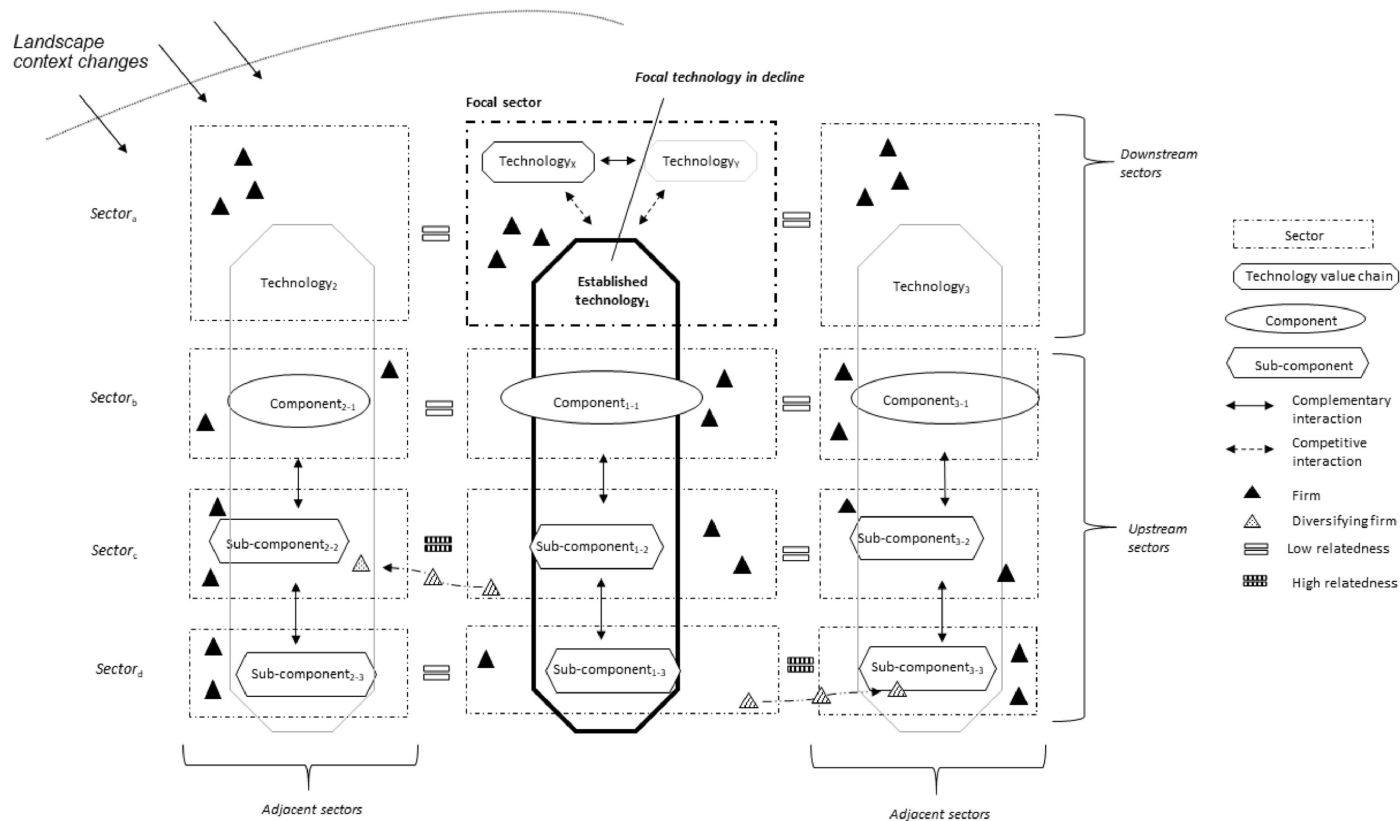 Landscape
context changes
Focal technology in decline
Focal sector
Technology_X
Technology_Y
Downstream
sectors
Sector_a
Technology_2
Established
technology_1
Technology_3
Sector
Technology value chain
Component
Sub-component
Complementary
interaction
Competitive
interaction
Firm
Diversifying firm
Low relatedness
High relatedness
Sector_b
Component_2-1
Component_1-1
Component_3-1
Sector_c
Sub-component_2-2
Sub-component_1-2
Sub-component_3-2
Upstream
sectors
Sector_d
Sub-component_2-3
Sub-component_1-3
Sub-component_3-3
Adjacent sectors
Adjacent sectors